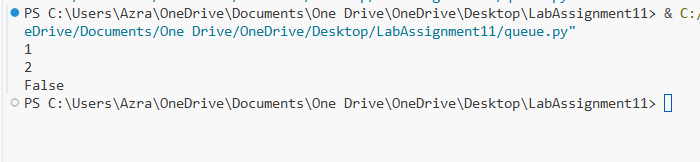 PS C:\Users\Azra\OneDrive\Documents\One Drive\OneDrive\Desktop\LabAssignment11> & C:/
eDrive/Documents/One Drive/OneDrive/Desktop/LabAssignment11/queue.py"
1
2
False
PS C:\Users\Azra\OneDrive\Documents\One Drive\OneDrive\Desktop\LabAssignment11>